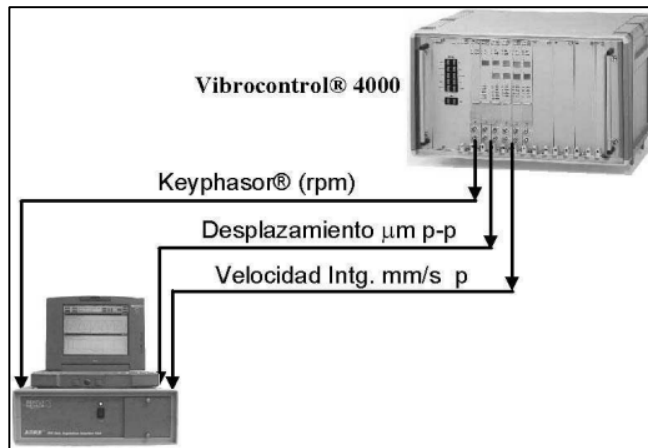 Vibrocontrol® 4000
Keyphasor® (rpm)
Desplazamiento μm p-p
Velocidad Intg. mm/s p